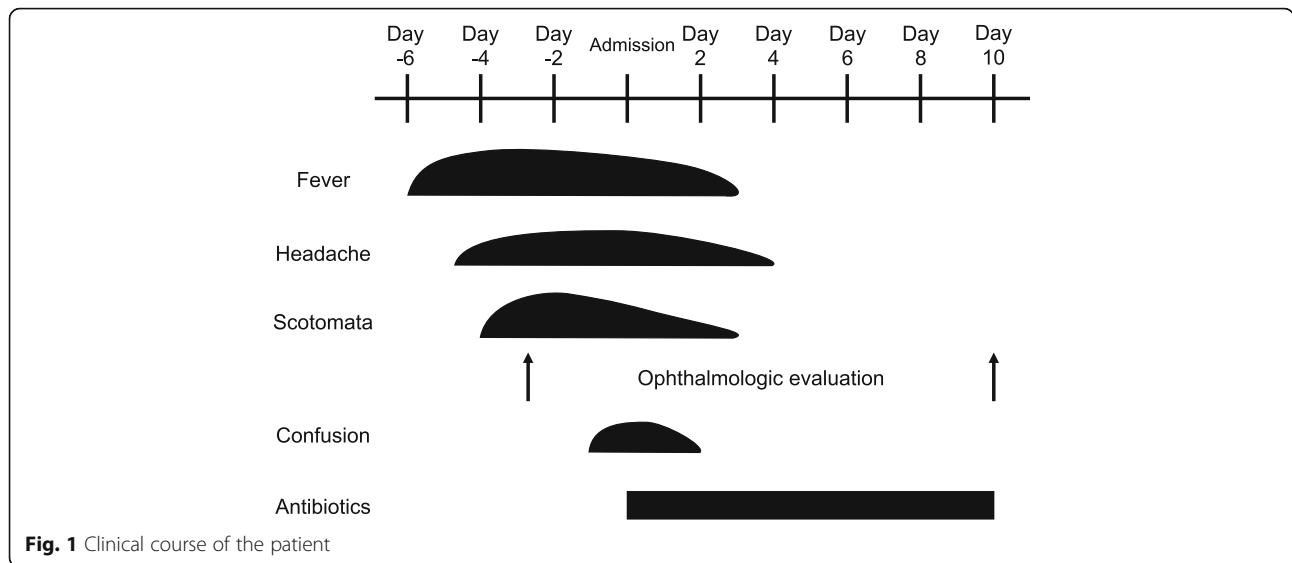 Day Day Day Admission Day Day Day Day Day
-6 -4 -2 2 4 6 8 10
Fever
Headache
Scotomata
Ophthalmologic evaluation
Confusion
Antibiotics
Fig. 1 Clinical course of the patient